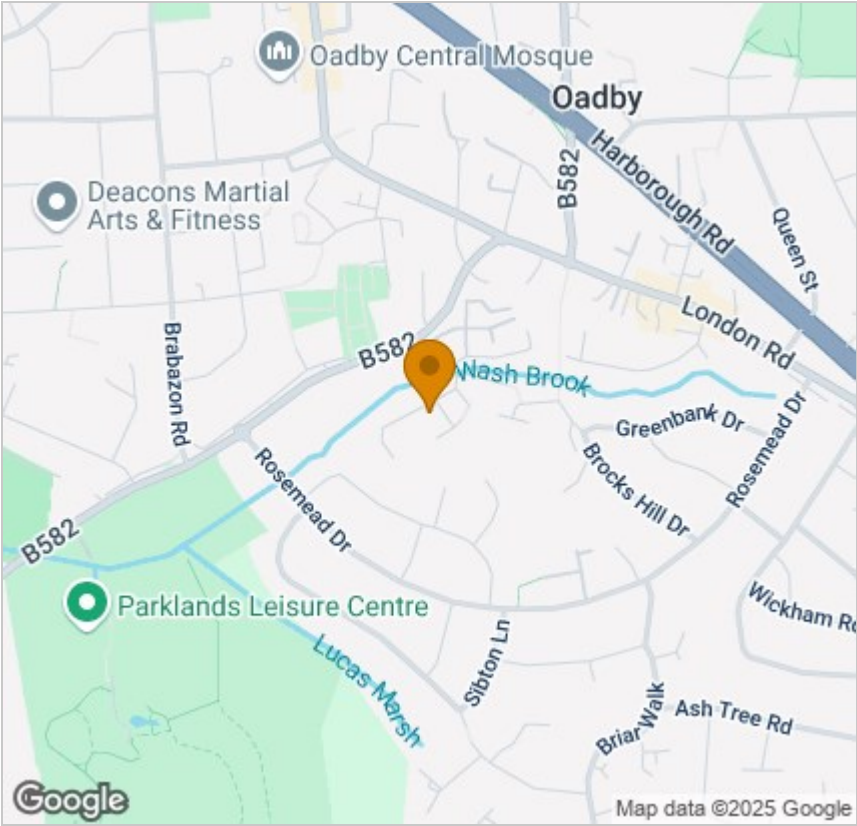 Oadby Central Mosque
Oadby
Harborough Rd
B582
Deacons Martial
Arts & Fitness
Queen St
London Rd
Brabazon Rd
B582
Wash Brook
Greenbank Dr
Rosemead Dr
Brocks Hill Dr
Rosemead Dr
B582
Parklands Leisure Centre
Wickham Rd
Lucas Marsh
Sibton Ln
Briar Walk
Ash Tree Rd
Google
Map data ©2025 Google